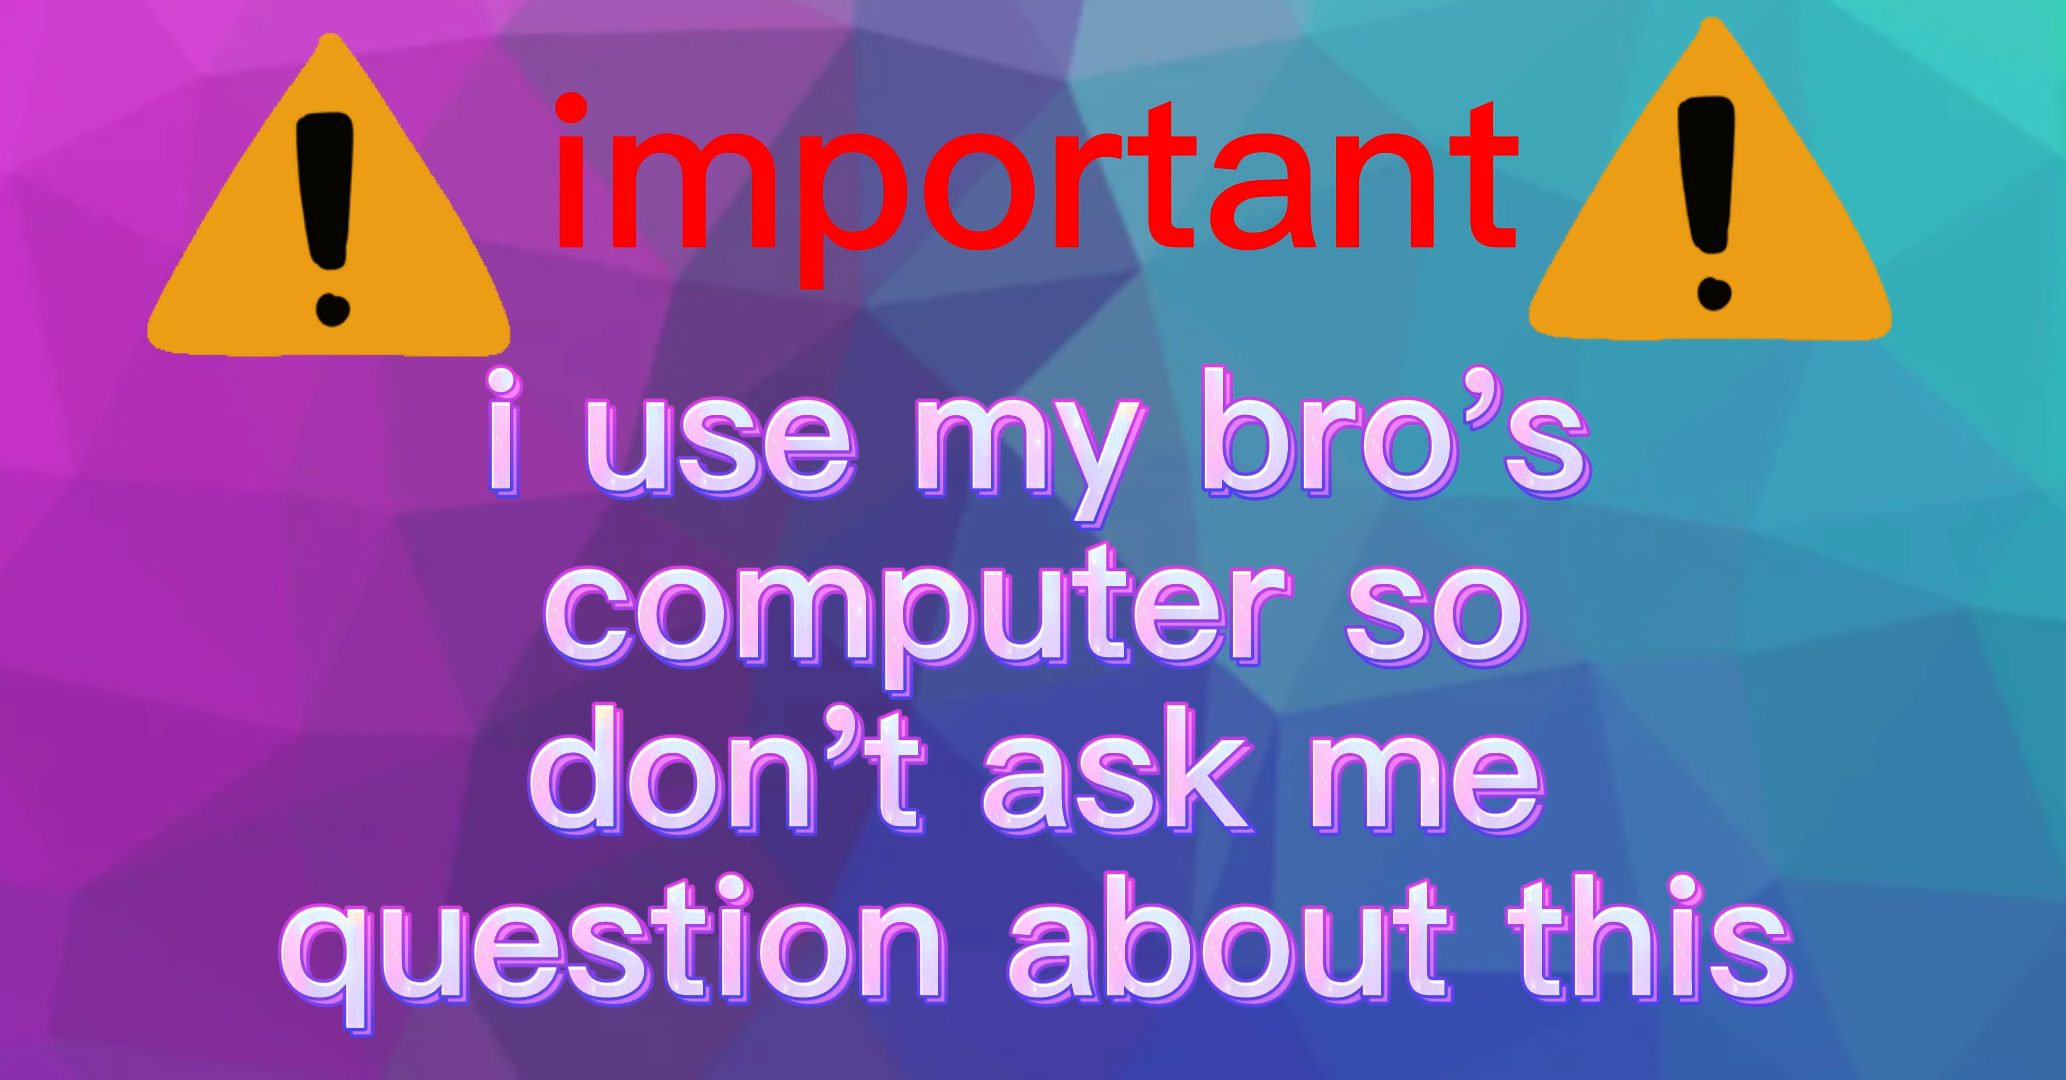 important
i use my bro’s
computer so
don’t ask me
question about this